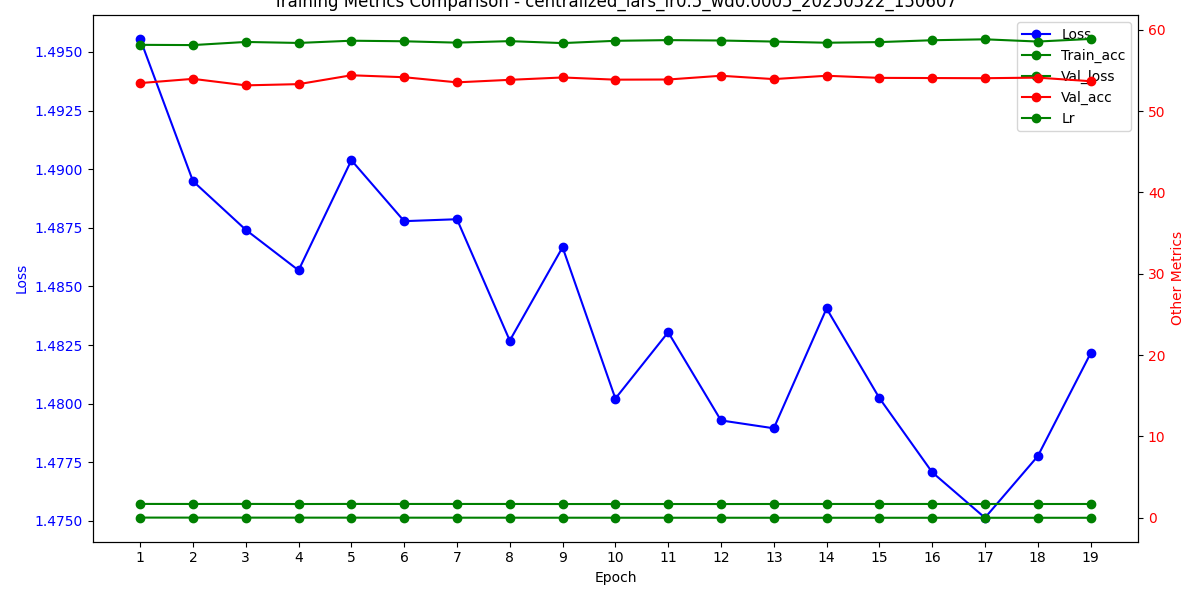 Training Metrics Comparison - centralized_lars_lr0.5_wd0.0005_20250522_150607
Loss
Train_acc
Val_loss
Val_acc
Lr
1.4950
1.4925
1.4900
1.4875
1.4850
1.4825
1.4800
1.4775
1.4750
Loss
60
50
40
30
20
10
0
Other Metrics
1 2 3 4 5 6 7 8 9 10 11 12 13 14 15 16 17 18 19
Epoch